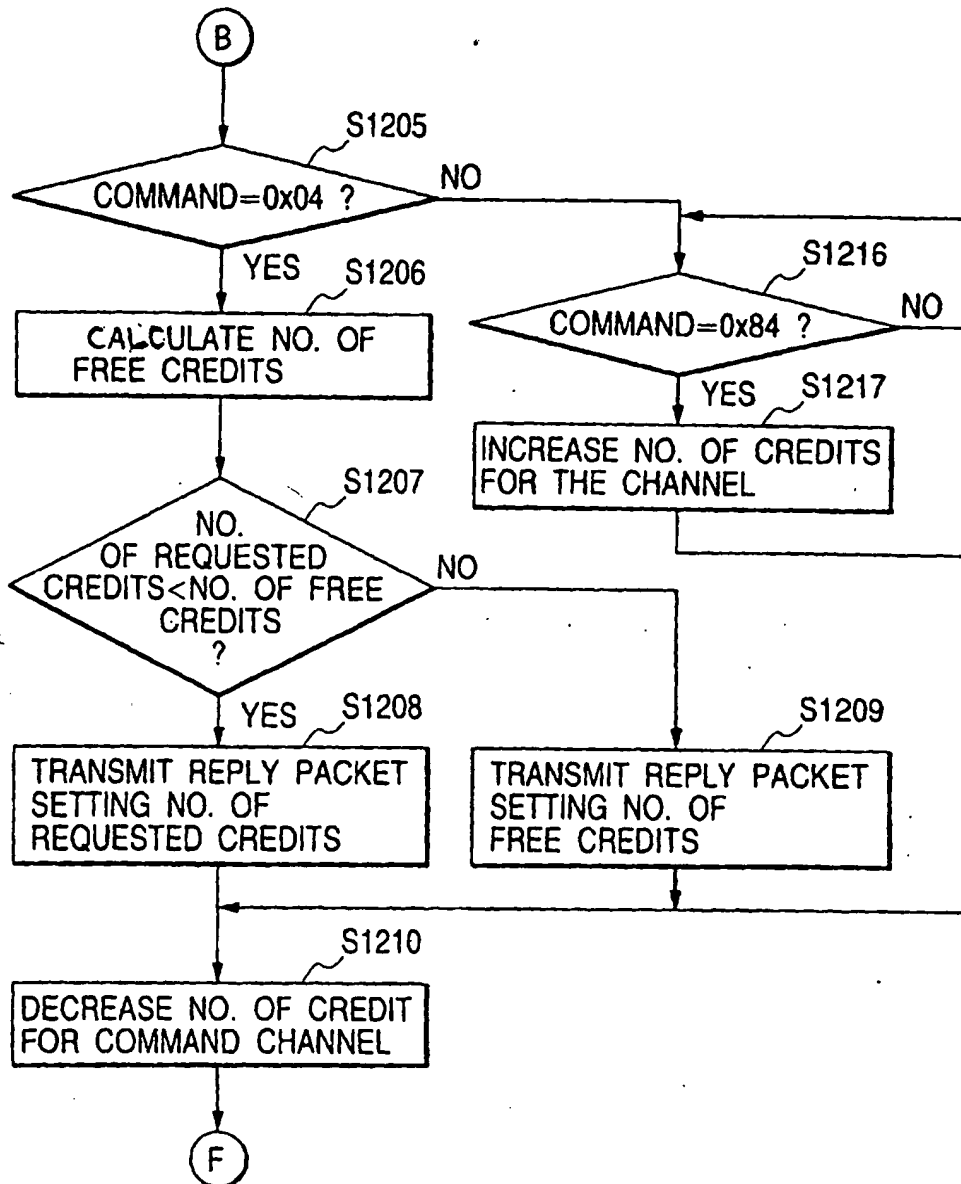 B
S1205
COMMAND=0x04 ?
NO
YES
S1206
CALCULATE NO. OF
FREE CREDITS
S1216
COMMAND=0x84 ?
NO
YES
S1217
INCREASE NO. OF CREDITS
FOR THE CHANNEL
S1207
NO.
OF REQUESTED
CREDITS<NO. OF FREE
CREDITS
?
NO
YES
S1208
TRANSMIT REPLY PACKET
SETTING NO. OF
REQUESTED CREDITS
S1209
TRANSMIT REPLY PACKET
SETTING NO. OF
FREE CREDITS
S1210
DECREASE NO. OF CREDIT
FOR COMMAND CHANNEL
F